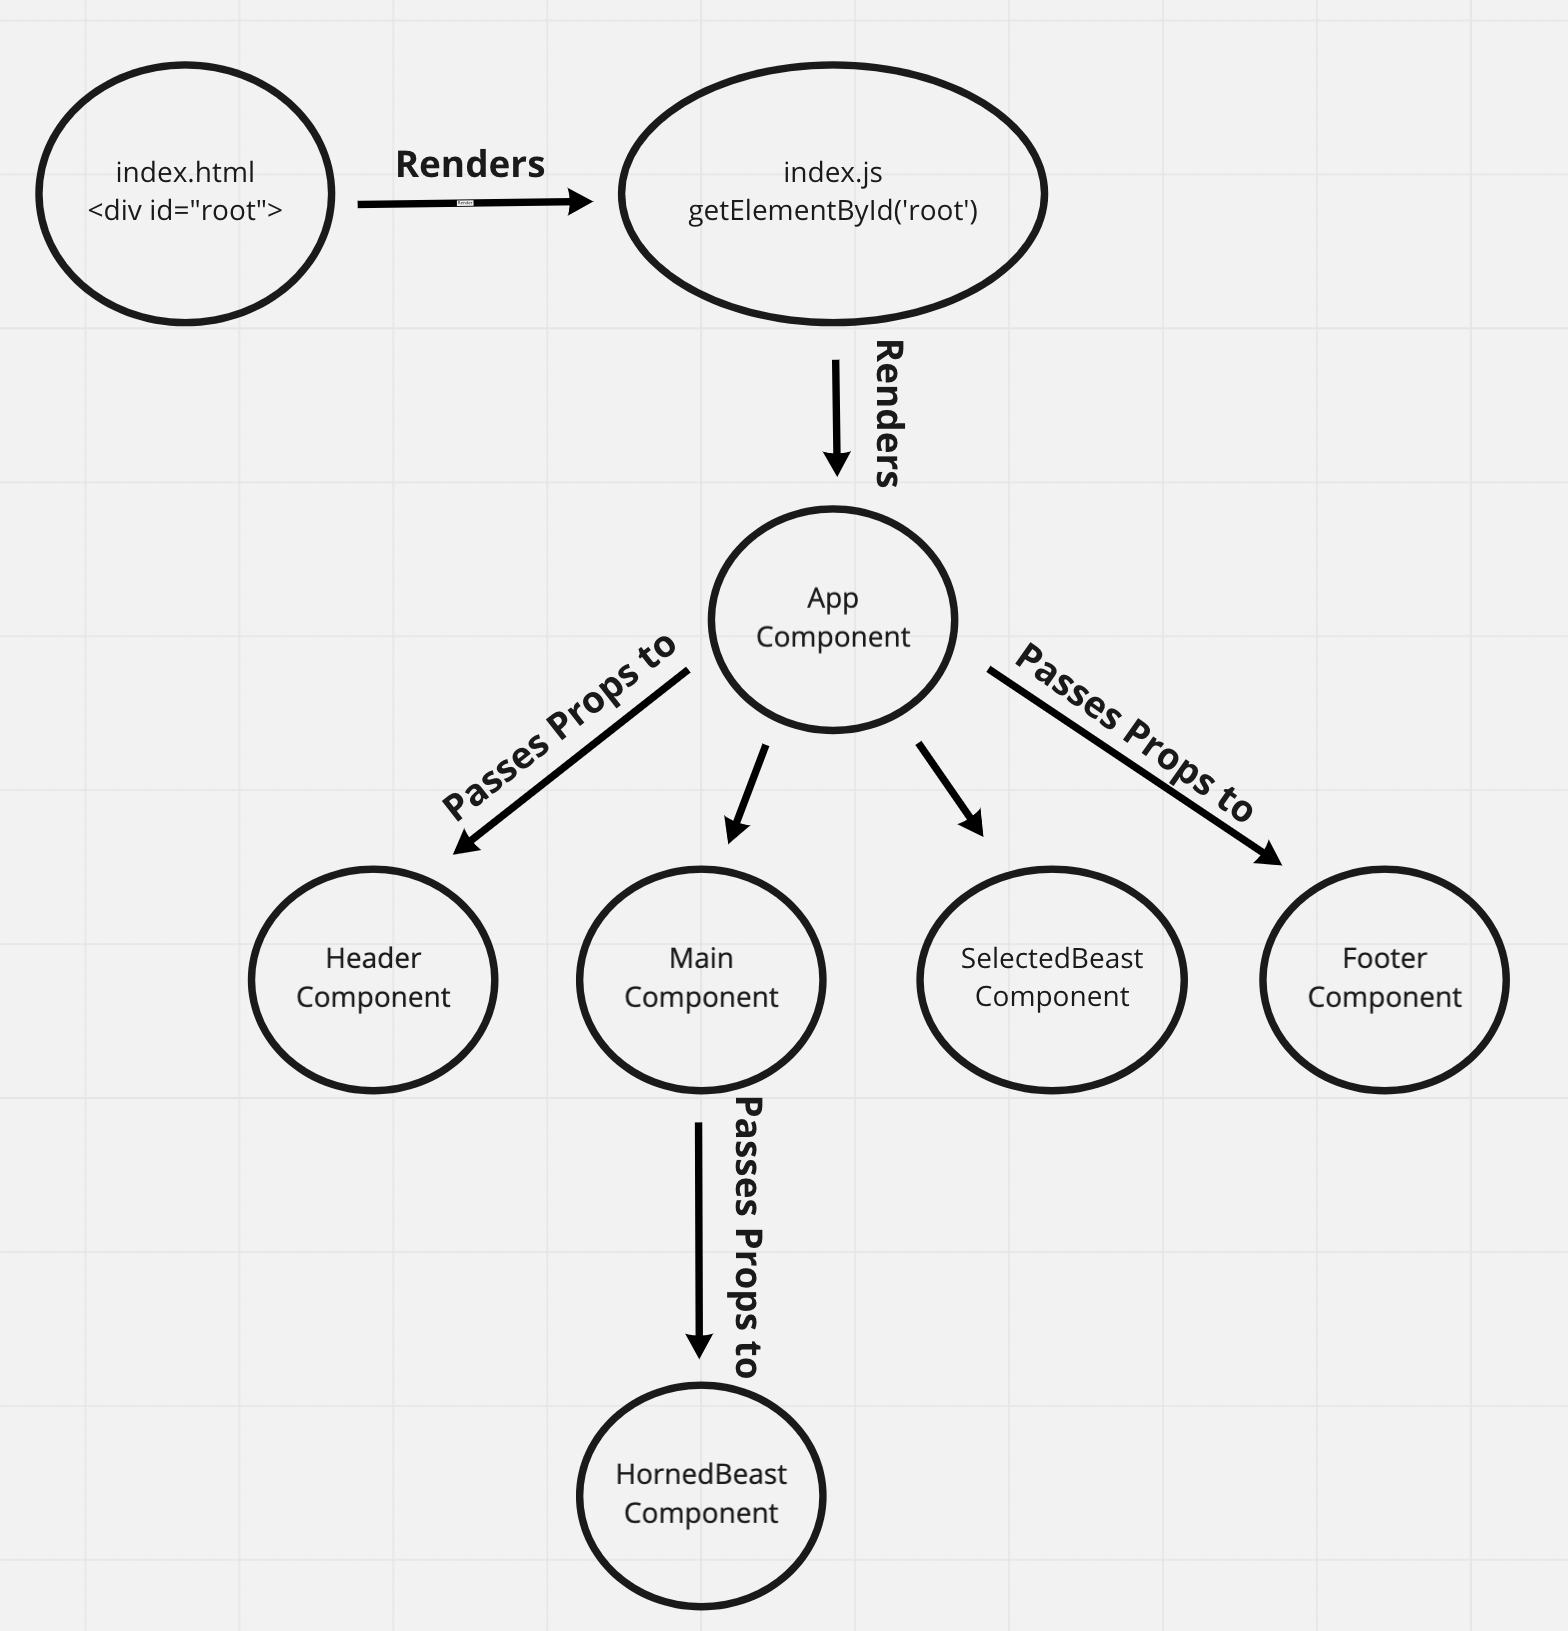 index.html
<div id="root">
Renders
index.js
getElementById('root')
Renders
App
Component
Passes Props to
Passes Props to
Header
Component
Main
Component
SelectedBeast
Component
Footer
Component
Passes Props to
HornedBeast
Component